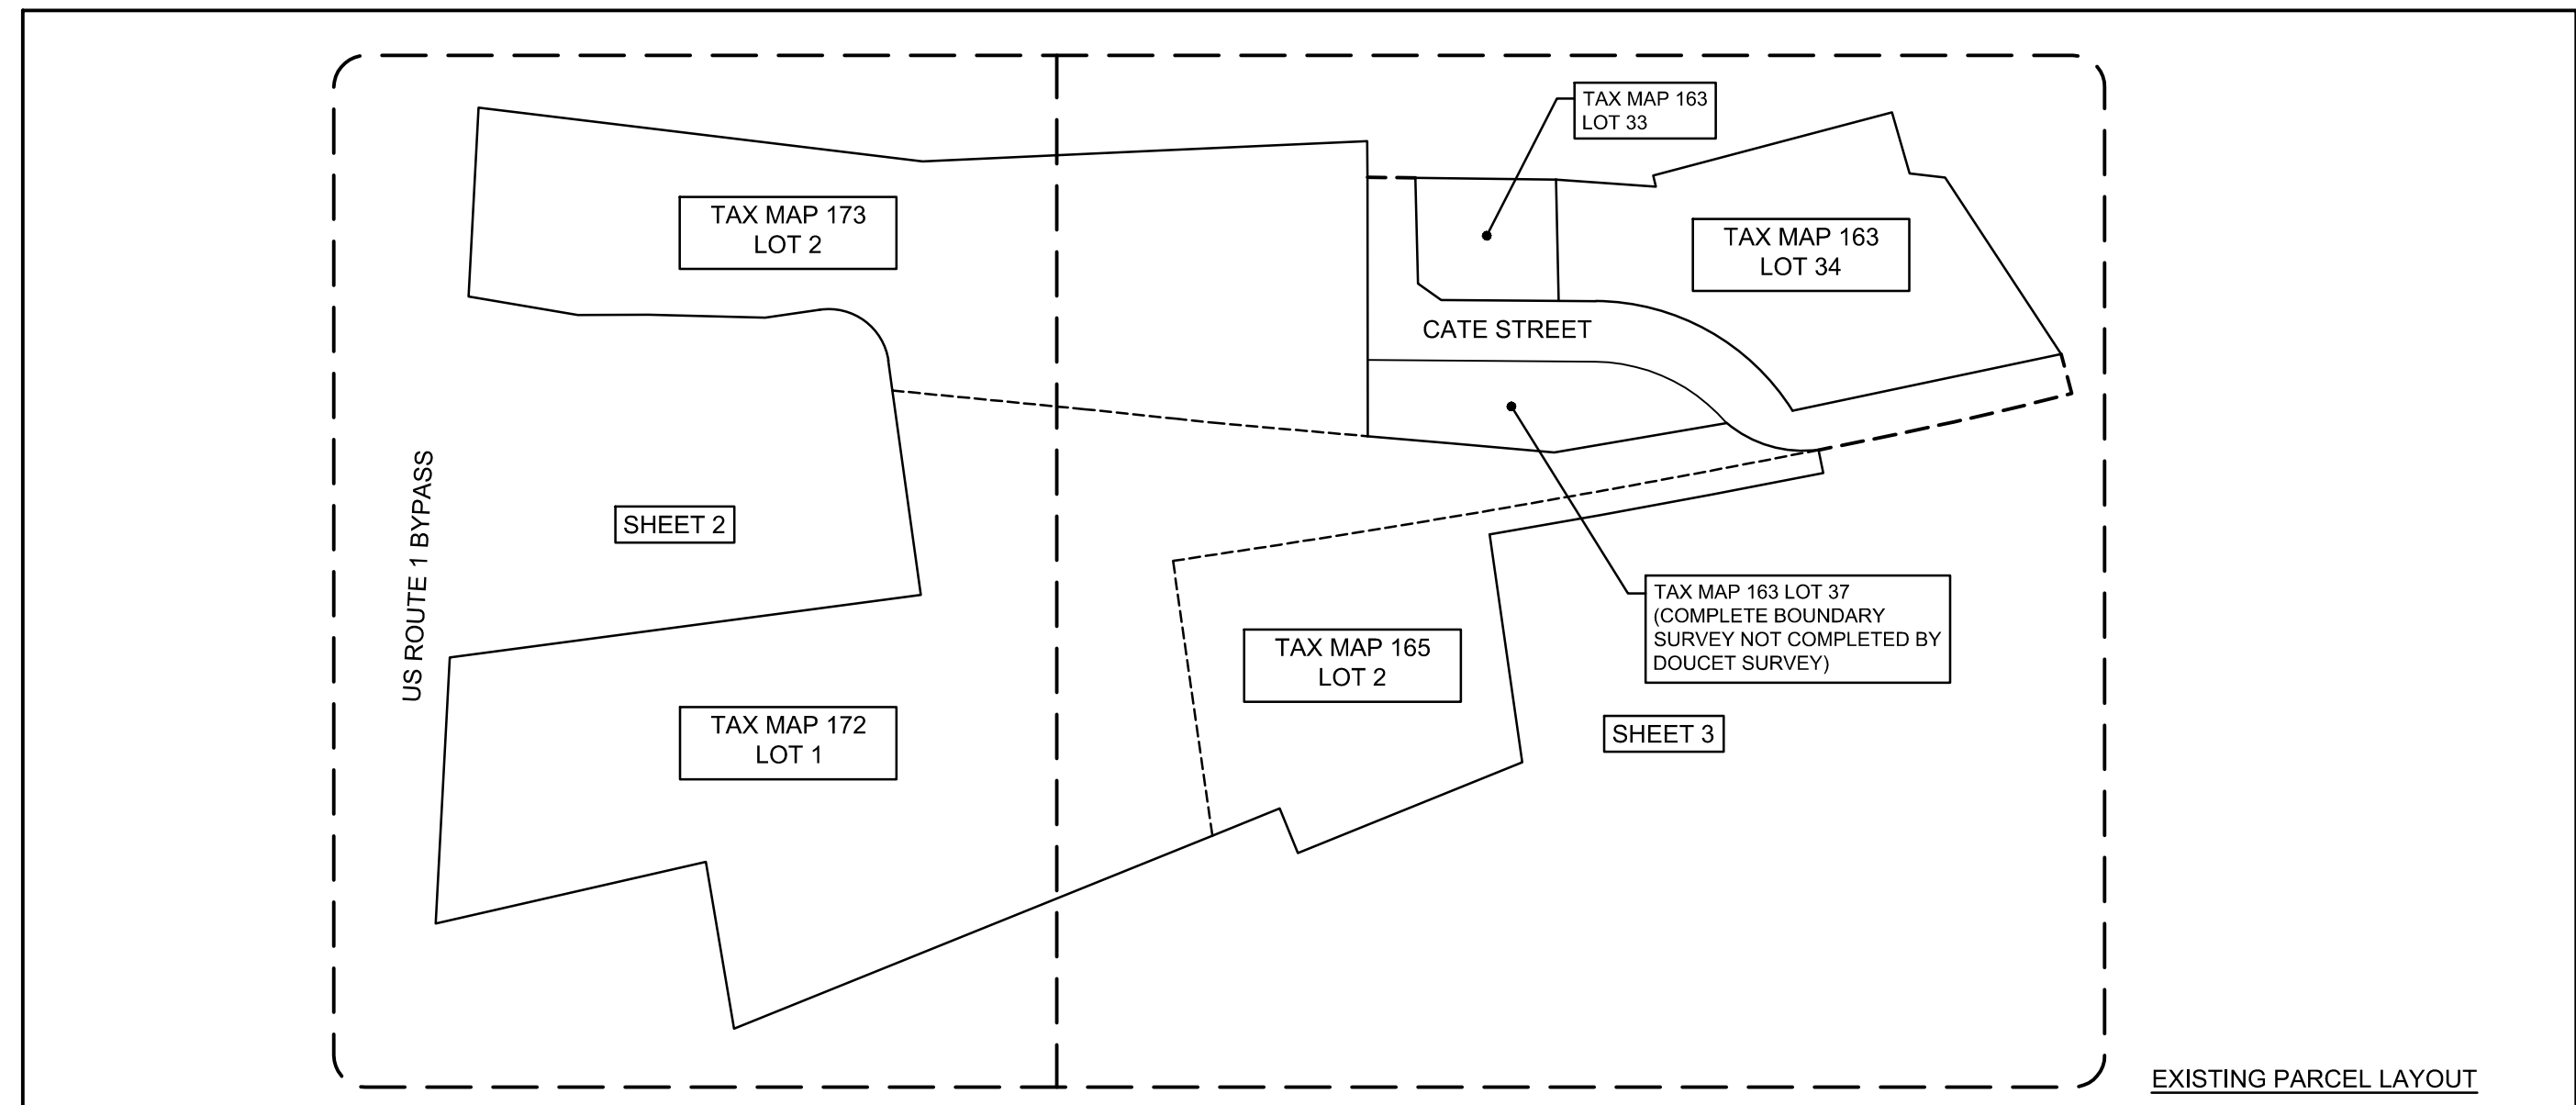 TAX MAP 163
LOT 33
TAX MAP 173
LOT 2
TAX MAP 163
LOT 34
CATE STREET
US ROUTE 1 BYPASS
SHEET 2
TAX MAP 163 LOT 37
(COMPLETE BOUNDARY
SURVEY NOT COMPLETED BY
DOUCET SURVEY)
TAX MAP 165
LOT 2
TAX MAP 172
LOT 1
SHEET 3
EXISTING PARCEL LAYOUT